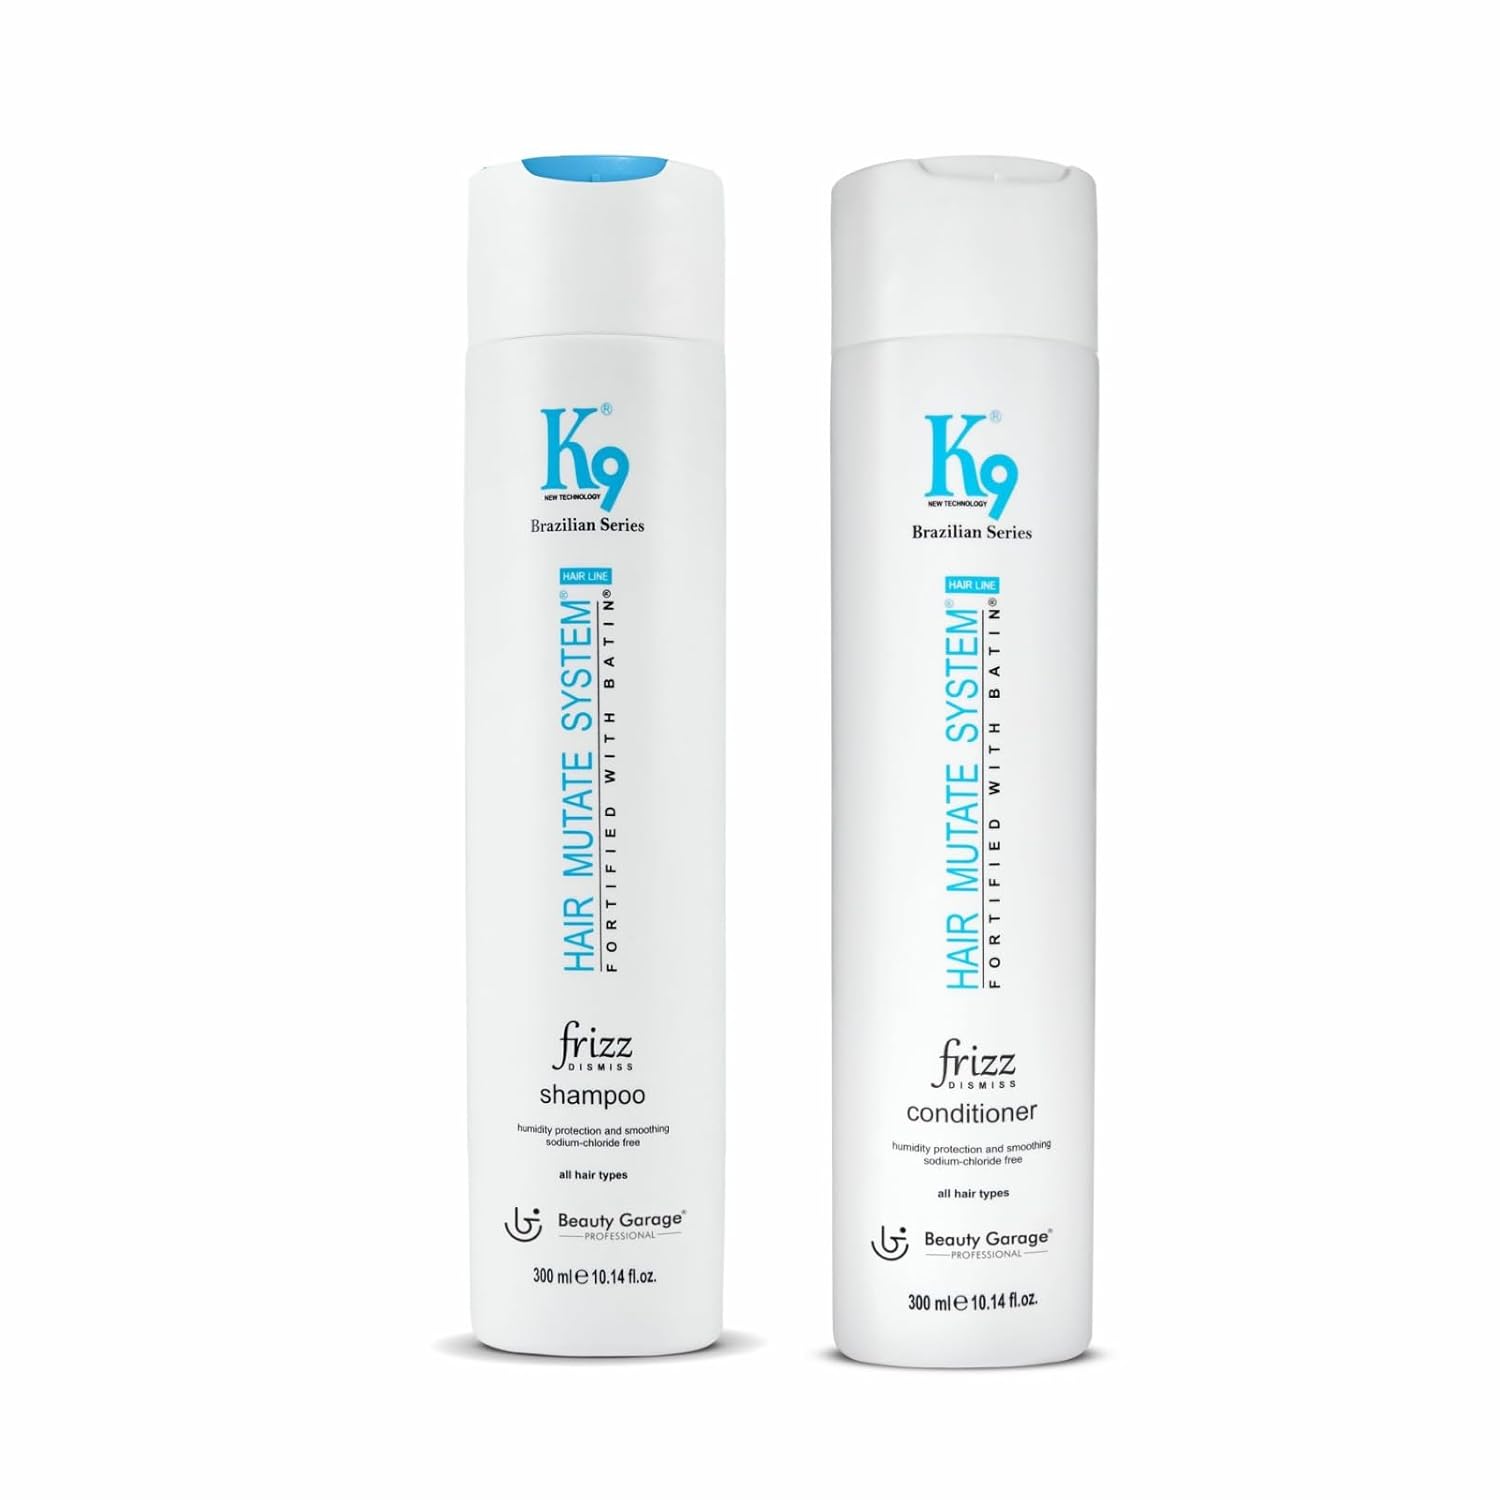 K9®
NEW TECHNOLOGY
Brazilian Series
HAIR LINE
HAIR MUTATE SYSTEM®
FORTIFIED WITH BATIN®
frizz
DISMISS
shampoo
humidity protection and smoothing
sodium-chloride free
all hair types
Beauty Garage®
PROFESSIONAL
300 ml ℮ 10.14 fl.oz.
K9®
NEW TECHNOLOGY
Brazilian Series
HAIR LINE
HAIR MUTATE SYSTEM®
FORTIFIED WITH BATIN®
frizz
DISMISS
conditioner
humidity protection and smoothing
sodium-chloride free
all hair types
Beauty Garage®
PROFESSIONAL
300 ml ℮ 10.14 fl.oz.